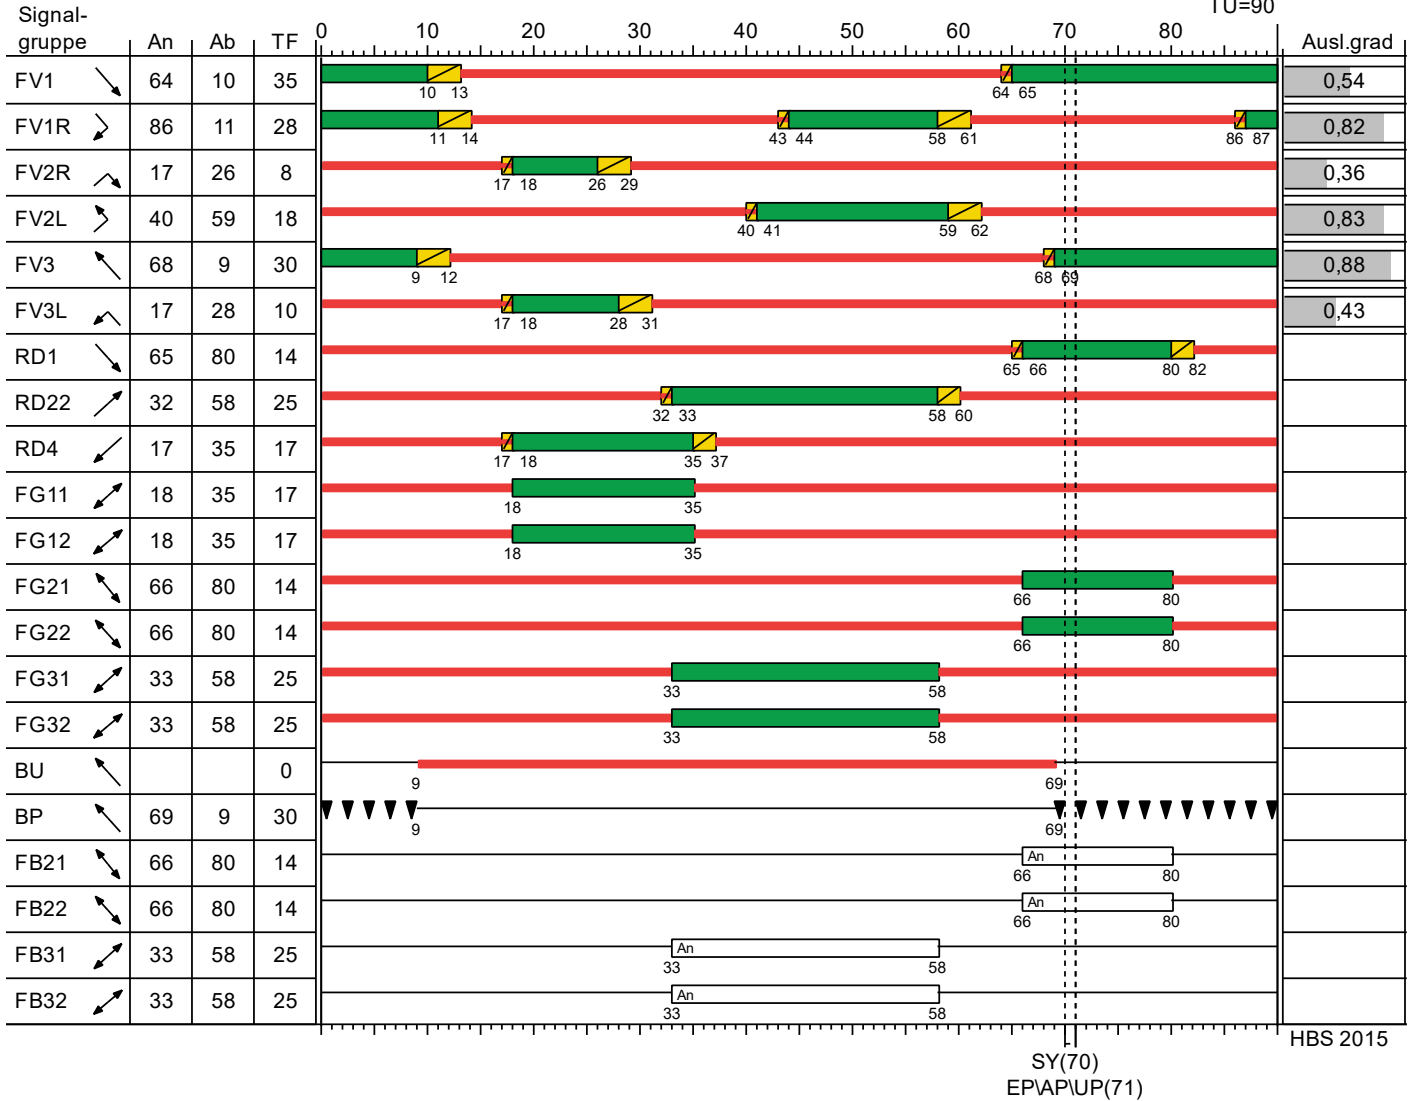 TU=90
Signal-
gruppe An Ab TF 0 10 20 30 40 50 60 70 80 Ausl.grad
FV1 64 10 35 0,54
10 13 64 65
FV1R 86 11 28 0,82
11 14 43 44 58 61 86 87
FV2R 17 26 8 0,36
17 18 26 29
FV2L 40 59 18 0,83
40 41 59 62
FV3 68 9 30 0,88
9 12 68 69
FV3L 17 28 10 0,43
17 18 28 31
RD1 65 80 14
65 66 80 82
RD22 32 58 25
32 33 58 60
RD4 17 35 17
17 18 35 37
FG11 18 35 17
18 35
FG12 18 35 17
18 35
FG21 66 80 14
66 80
FG22 66 80 14
66 80
FG31 33 58 25
33 58
FG32 33 58 25
33 58
BU 0
9 69
BP 69 9 30
9 69
FB21 66 80 14 An
66 80
FB22 66 80 14 An
66 80
FB31 33 58 25 An
33 58
FB32 33 58 25 An
33 58
HBS 2015
SY(70)
EP\AP\UP(71)